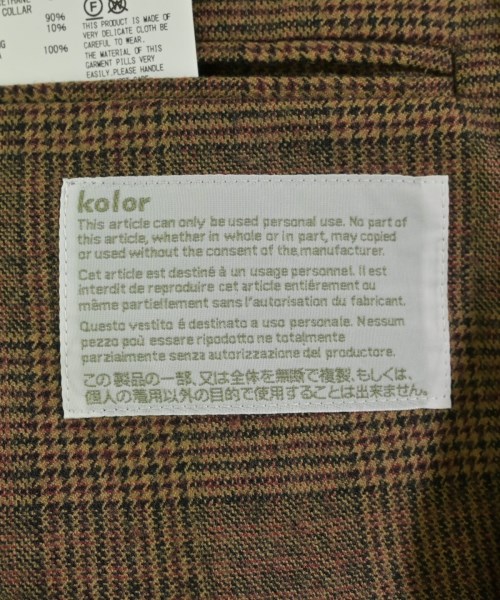 COLLAR
90%
10%
100%
THIS PRODUCT IS MADE OF
VERY DELICATE CLOTH BE
CAREFUL TO WEAR.
THE MATERIAL OF THIS
GARMENT PILLS VERY
EASILY.PLEASE HANDLE
kolor
This article can only be used personal use. No part of
this article, whether in whole or in part, may copied
or used without the consent of the manufacturer.
Cet article est destiné à un usage personnel. Il est
interdit de reproduire cet article entiérement ou
même partiellement sans l'autorisation du fabricant.
Questo vestito é destinato a uso personale. Nessum
pezzo può essere ripodotto ne totalmente
parzialmente senza autorizzazione del productore.
この製品の一部、又は全体を無断で複製、もしくは、
個人の着用以外の目的で使用することは出来ません。